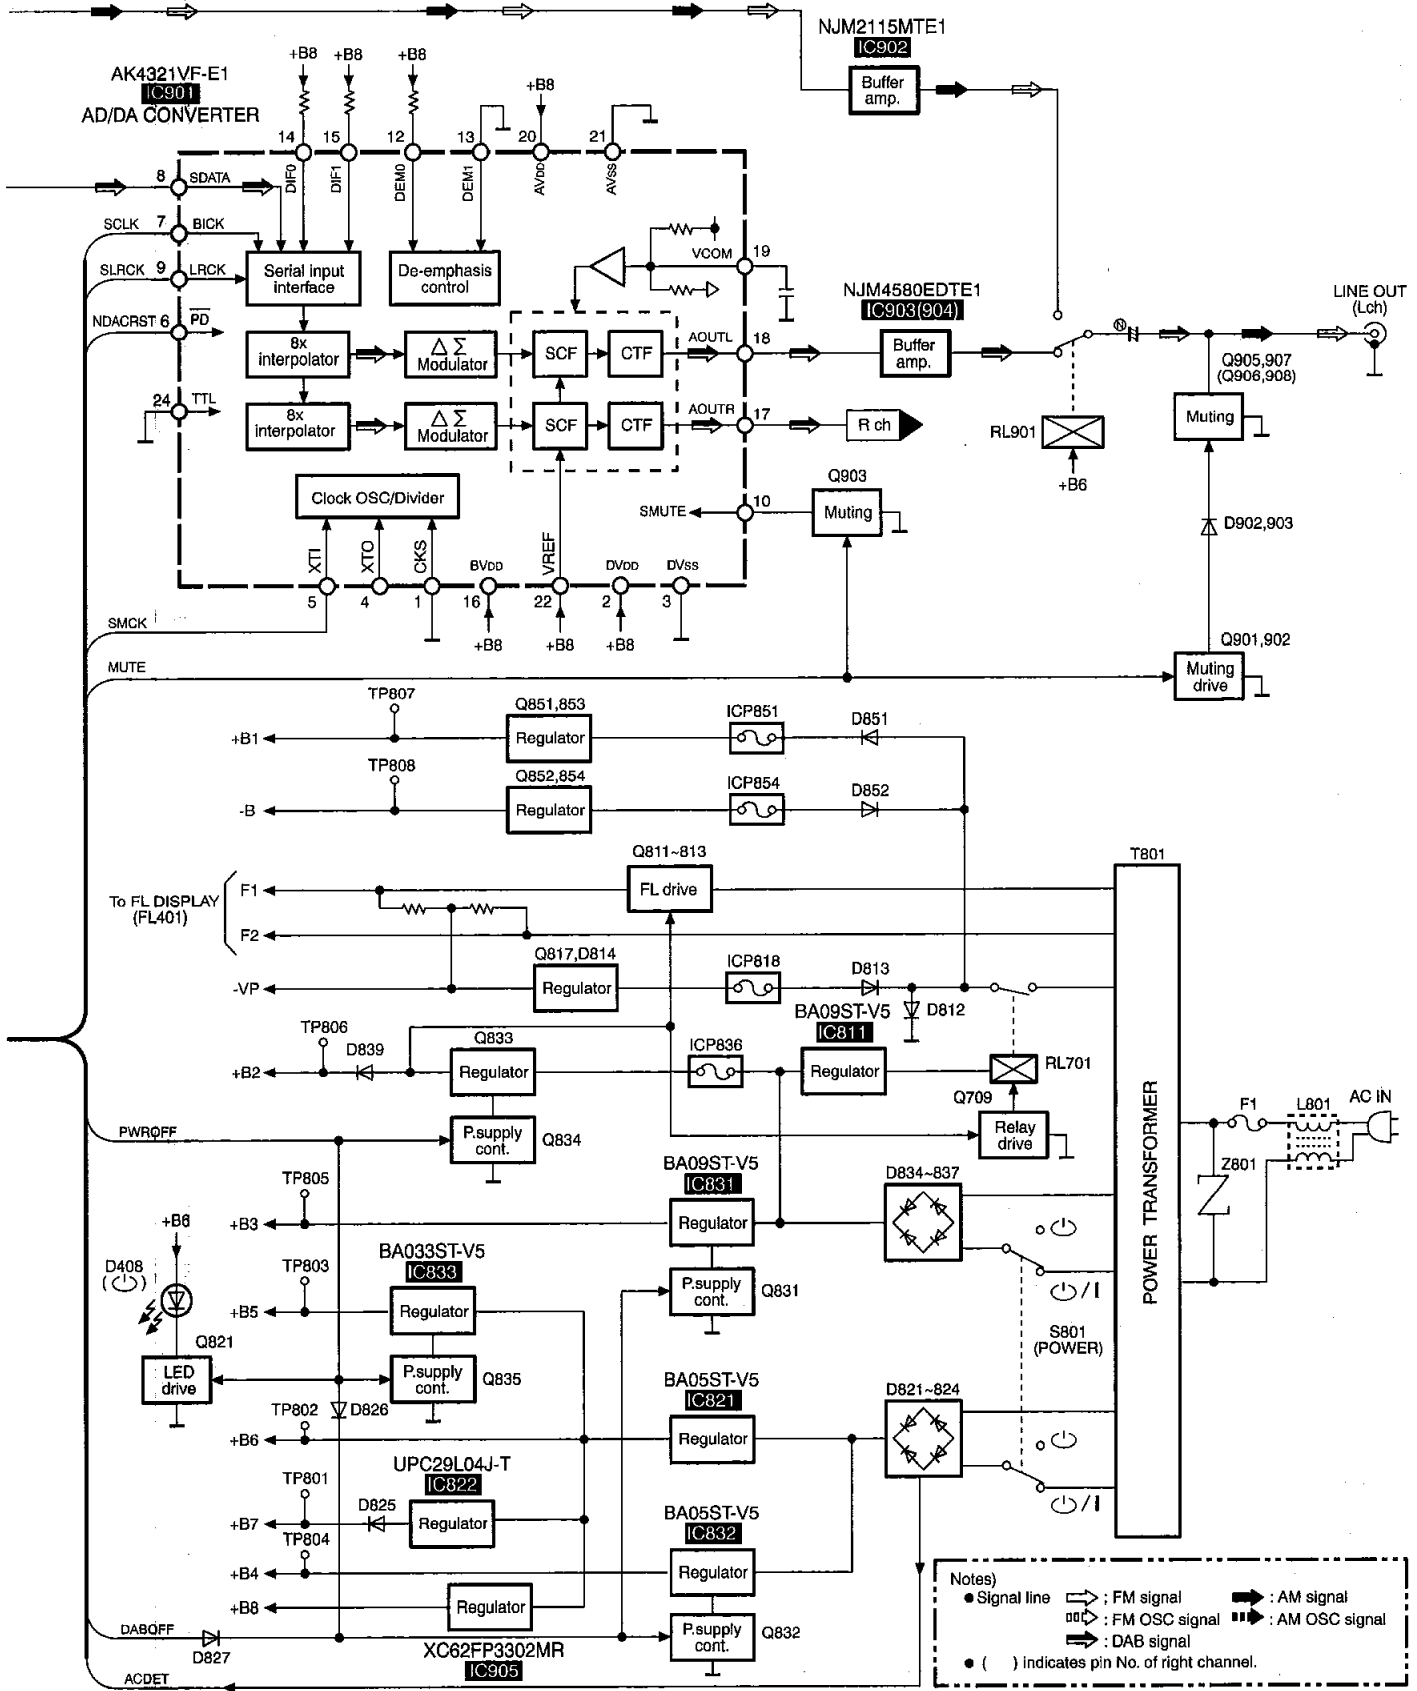 NJM2115MTE1
IC902
Buffer
amp.
+B8
+B8
+B8
+B8
AK4321VF-E1
IC901
AD/DA CONVERTER
14
15
12
13
20
21
DIF0
DIF1
DEM0
DEM1
AVDD
AVSS
8
SDATA
SCLK
7
BICK
SLRCK
9
LRCK
NDACRST
6
PD
24
TTL
Serial input
interface
De-emphasis
control
VCOM
19
8x
interpolator
Δ Σ
Modulator
SCF
CTF
AOUTL
18
8x
interpolator
Δ Σ
Modulator
SCF
CTF
AOUTR
17
R ch
NJM4580EDTE1
IC903(904)
Buffer
amp.
N
LINE OUT
(Lch)
Q905,907
(Q906,908)
Muting
RL901
+B6
Clock OSC/Divider
Q903
SMUTE
10
Muting
D902,903
XTI
XTO
CKS
BVDD
VREF
DVDD
DVSS
5
4
1
16
22
2
3
+B8
+B8
+B8
SMCK
MUTE
Q901,902
Muting
drive
TP807
Q851,853
ICP851
D851
+B1
Regulator
TP808
Q852,854
ICP854
D852
-B
Regulator
Q811~813
T801
To FL DISPLAY
(FL401)
F1
FL drive
F2
Q817,D814
ICP818
D813
-VP
Regulator
D812
BA09ST-V5
IC811
TP806
D839
Q833
ICP836
+B2
Regulator
Regulator
RL701
Q709
PWROFF
P.supply
cont.
Q834
Relay
drive
POWER TRANSFORMER
F1
L801
AC IN
Z801
TP805
BA09ST-V5
IC831
D834~837
+B3
Regulator
+B6
D408
BA033ST-V5
IC833
TP803
P.supply
cont.
Q831
+B5
Regulator
/I
S801
(POWER)
Q821
LED
drive
P.supply
cont.
Q835
BA05ST-V5
IC821
D821~824
TP802
D826
+B6
Regulator
UPC29L04J-T
IC822
TP801
D825
BA05ST-V5
IC832
/I
+B7
Regulator
TP804
+B4
Regulator
+B8
Regulator
DABOFF
D827
XC62FP3302MR
IC905
P.supply
cont.
Q832
ACDET
Notes)
● Signal line
: FM signal
: AM signal
: FM OSC signal
: AM OSC signal
: DAB signal
● ( ) indicates pin No. of right channel.